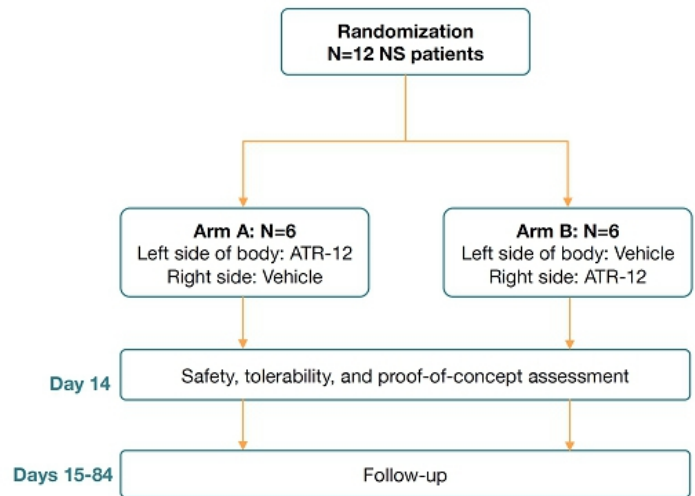 Randomization
N=12 NS patients
Arm A: N=6
Left side of body: ATR-12
Right side: Vehicle
Arm B: N=6
Left side of body: Vehicle
Right side: ATR-12
Day 14
Safety, tolerability, and proof-of-concept assessment
Days 15-84
Follow-up